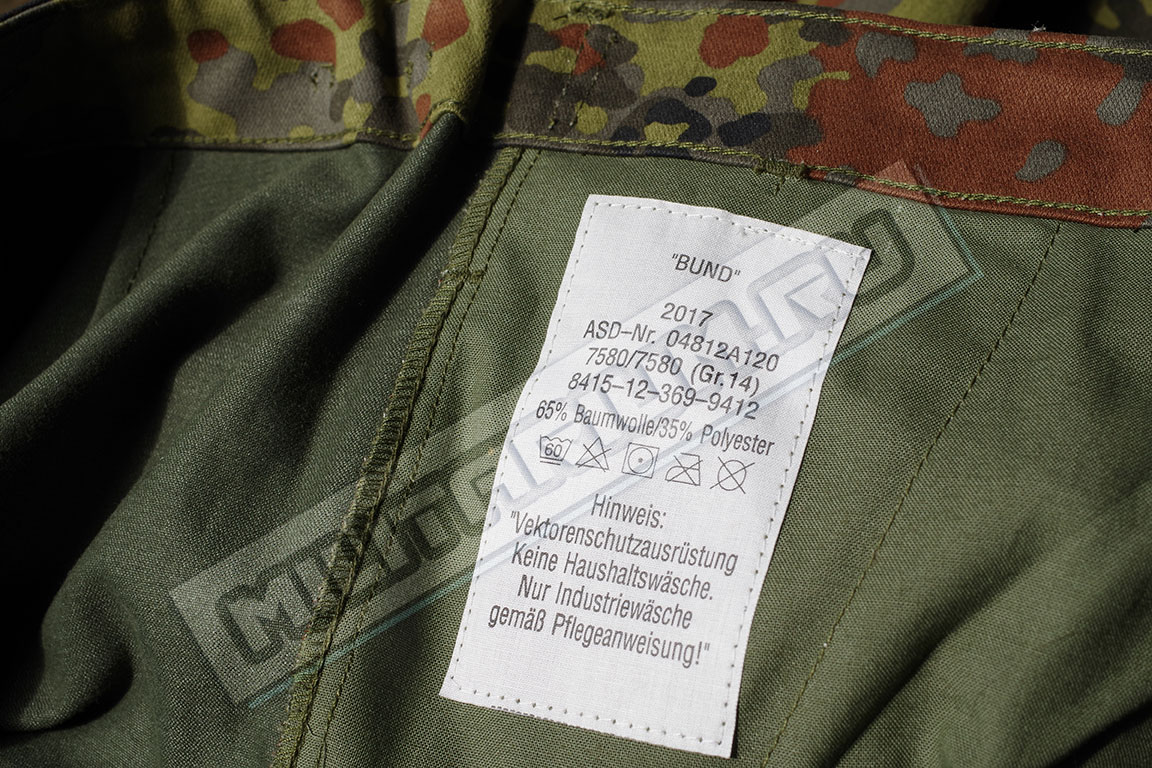 "BUND"
2017
ASD-Nr. 04812A120
7580/7580 (Gr.14)
8415-12-369-9412
65% Baumwolle/35% Polyester
60
Hinweis:
"Vektorenschutzausrüstung
Keine Haushaltswäsche.
Nur Industriewäsche
gemäß Pflegeanweisung!"